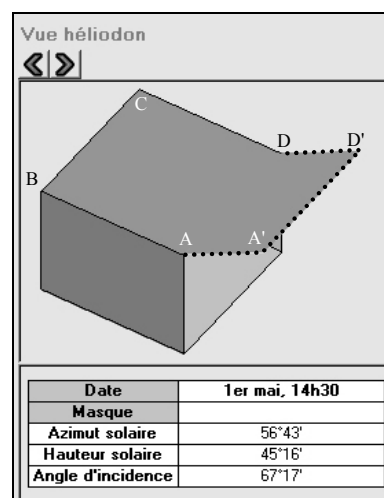 Vue héliodon
C
D
D'
B
A
A'
Date 1er mai, 14h30
Masque
Azimut solaire 56°43'
Hauteur solaire 45°16'
Angle d'incidence 67°17'